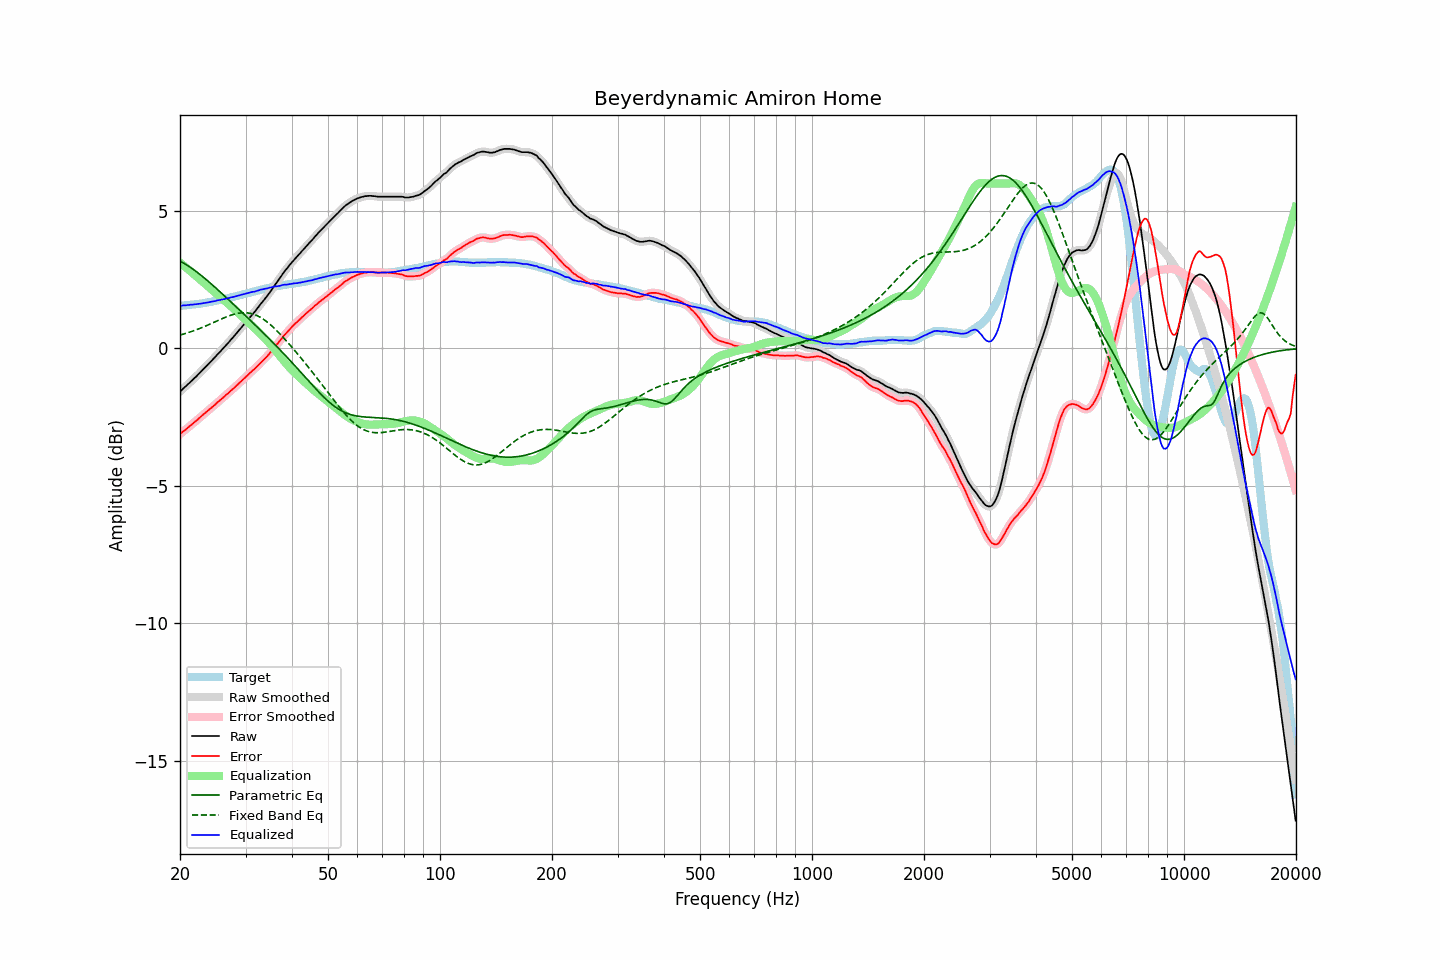 Beyerdynamic Amiron Home
Amplitude (dBr)
5
0
−5
−10
−15
Target
Raw Smoothed
Error Smoothed
Raw
Error
Equalization
Parametric Eq
Fixed Band Eq
Equalized
20 50 100 200 500 1000 2000 5000 10000 20000
Frequency (Hz)